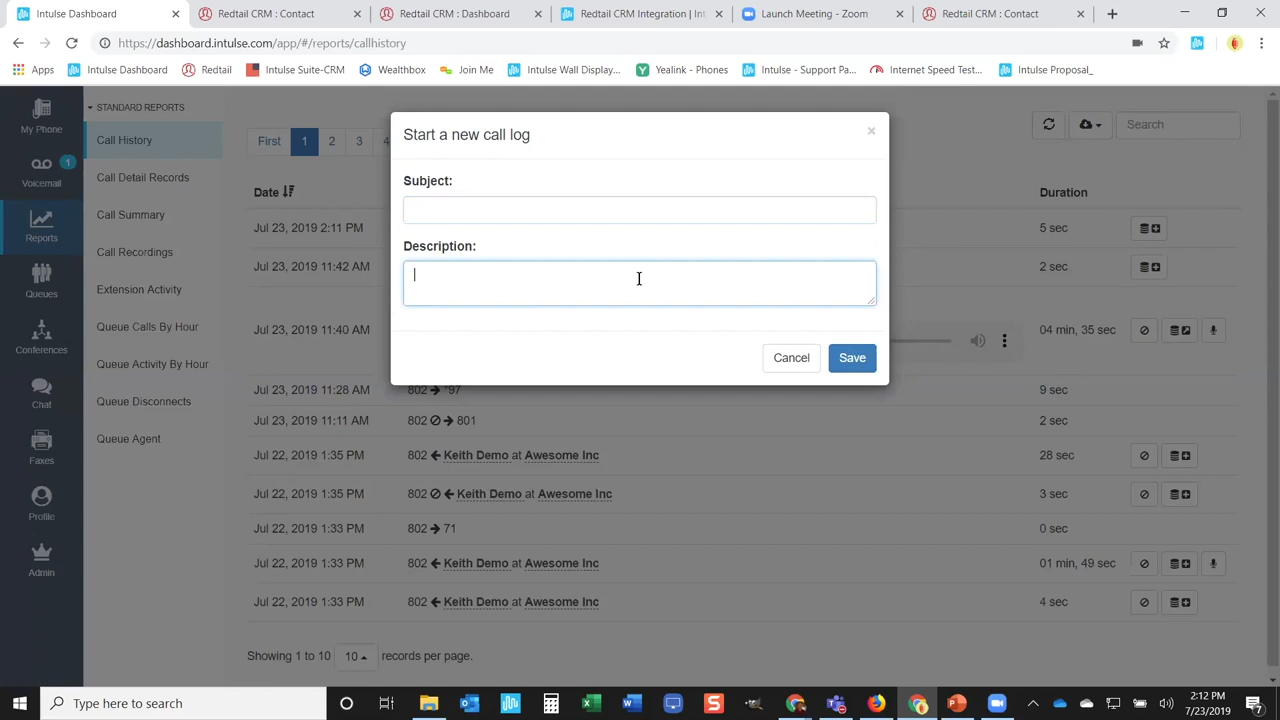 Intulse Dashboard
Redtail CRM : Contact
Redtail CRM : Dashboard
Redtail CRM Integration | Int
Launch Meeting - Zoom
Redtail CRM : Contact
https://dashboard.intulse.com/app/#/reports/callhistory
Apps
Intulse Dashboard
Redtail
Intulse Suite-CRM
Wealthbox
Join Me
Intulse Wall Display...
Yealink - Phones
Intulse - Support Pa...
Internet Speed Test...
Intulse Proposal_
My Phone
Voicemail
1
Reports
Queues
Conferences
Chat
Faxes
Profile
Admin
STANDARD REPORTS
Call History
Call Detail Records
Call Summary
Call Recordings
Extension Activity
Queue Calls By Hour
Queue Activity By Hour
Queue Disconnects
Queue Agent
First 1 2 3 4
Search
Start a new call log
×
Subject:
Description:
Cancel
Save
Date
Duration
Jul 23, 2019 2:11 PM 5 sec
Jul 23, 2019 11:42 AM 2 sec
Jul 23, 2019 11:40 AM 04 min, 35 sec
Jul 23, 2019 11:28 AM 802 → *97 9 sec
Jul 23, 2019 11:11 AM 802 → 801 2 sec
Jul 22, 2019 1:35 PM 802 ← Keith Demo at Awesome Inc 28 sec
Jul 22, 2019 1:35 PM 802 ← Keith Demo at Awesome Inc 3 sec
Jul 22, 2019 1:33 PM 802 → 71 0 sec
Jul 22, 2019 1:33 PM 802 ← Keith Demo at Awesome Inc 01 min, 49 sec
Jul 22, 2019 1:33 PM 802 ← Keith Demo at Awesome Inc 4 sec
Showing 1 to 10 10 records per page.
Type here to search
2:12 PM
7/23/2019
7